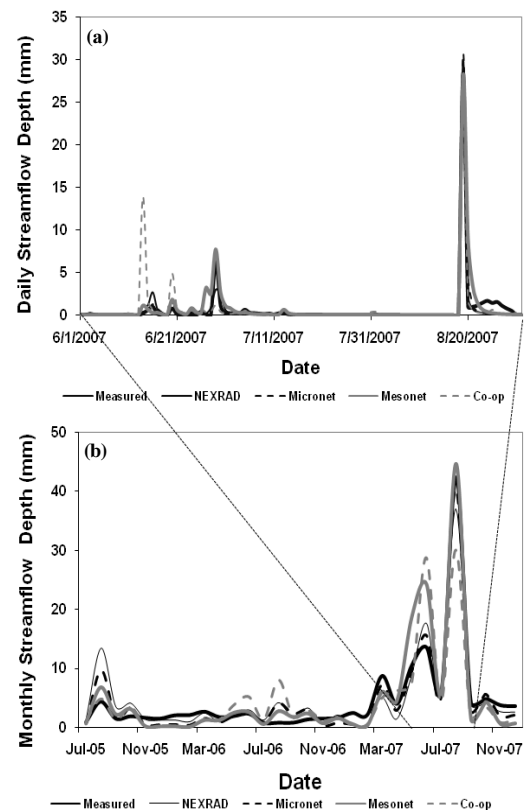 (a)
Daily Streamflow Depth (mm)
35
30
25
20
15
10
5
0
6/1/2007 6/21/2007 7/11/2007 7/31/2007 8/20/2007
Date
Measured NEXRAD Micronet Mesonet Co-op
(b)
Monthly Streamflow Depth (mm)
50
40
30
20
10
0
Jul-05 Nov-05 Mar-06 Jul-06 Nov-06 Mar-07 Jul-07 Nov-07
Date
Measured NEXRAD Micronet Mesonet Co-op